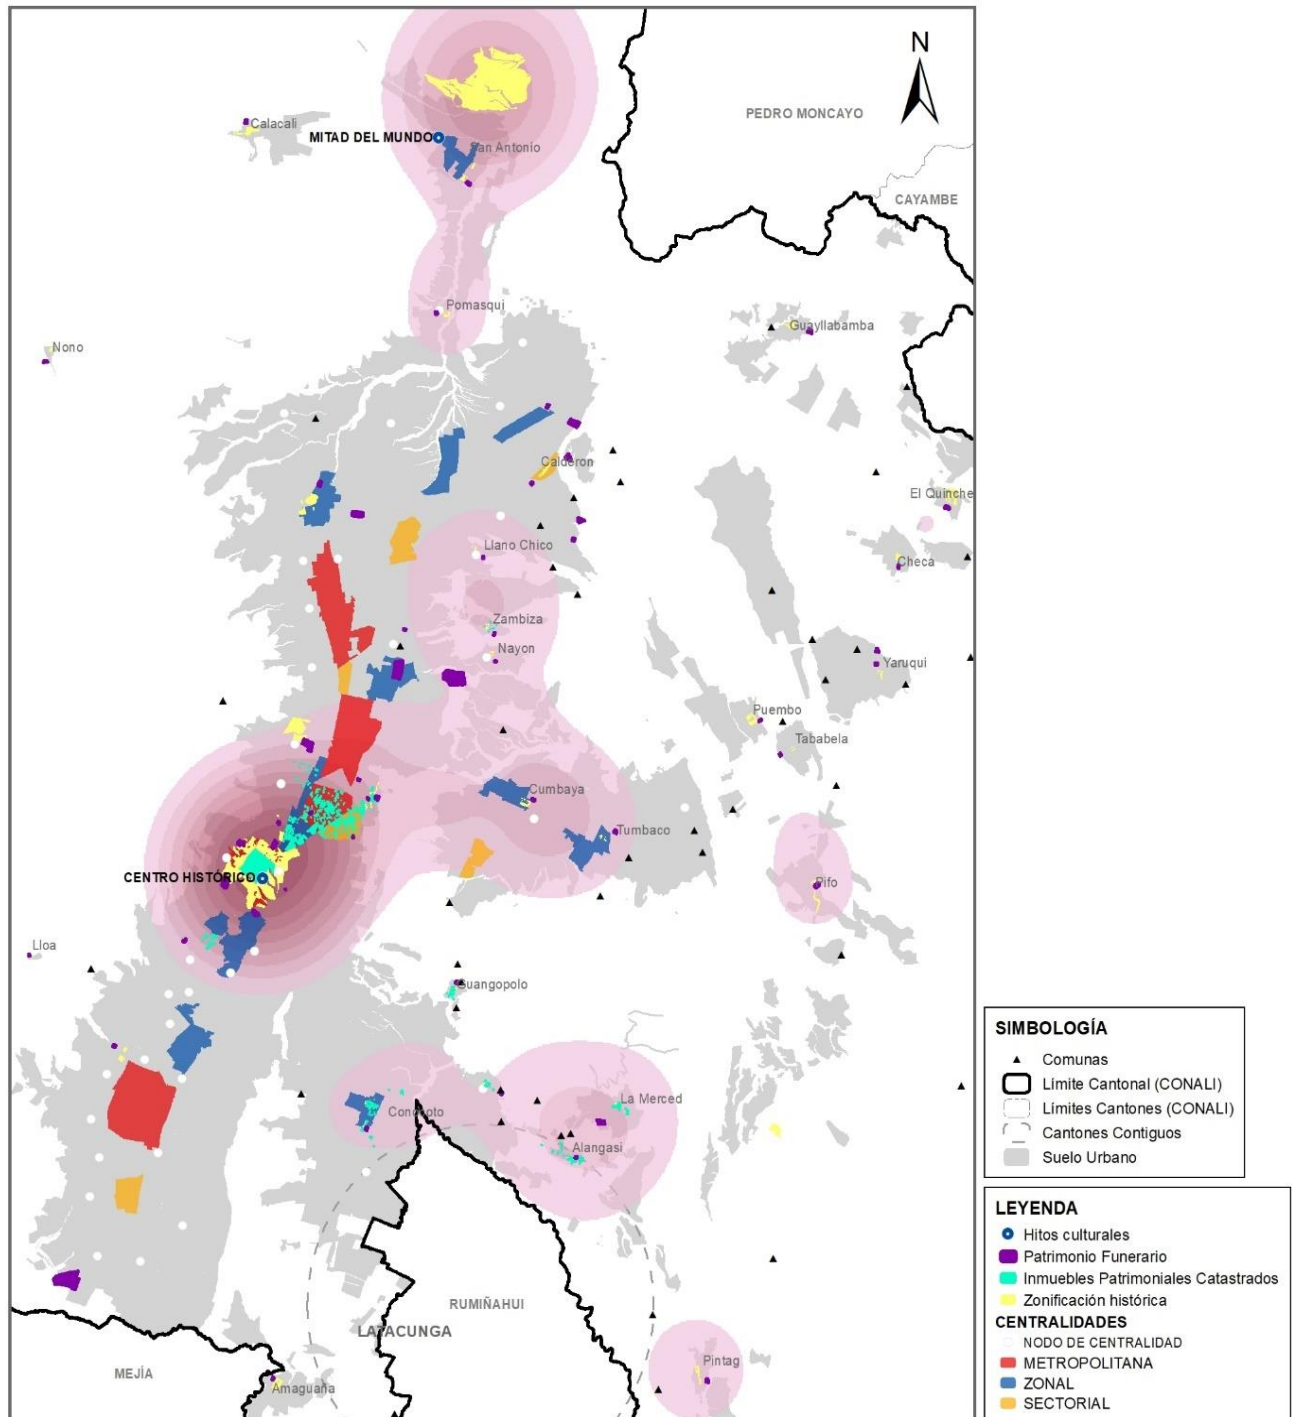 N
PEDRO MONCAYO
Calacali
MITAD DEL MUNDO
San Antonio
CAYAMBE
Pomasqui
Guayllabamba
Nono
Calderon
El Quinche
Llano Chico
Checa
Zambiza
Nayon
Yaruqui
Puembo
Tababela
Cumbaya
Tumbaco
CENTRO HISTÓRICO
Pifo
Lloa
Guangopolo
La Merced
Conocoto
Alangasi
RUMIÑAHUI
LATACUNGA
Pintag
MEJÍA
Amaguaña
SIMBOLOGÍA
Comunas
Límite Cantonal (CONALI)
Límites Cantones (CONALI)
Cantones Contiguos
Suelo Urbano
LEYENDA
Hitos culturales
Patrimonio Funerario
Inmuebles Patrimoniales Catastrados
Zonificación histórica
CENTRALIDADES
NODO DE CENTRALIDAD
METROPOLITANA
ZONAL
SECTORIAL